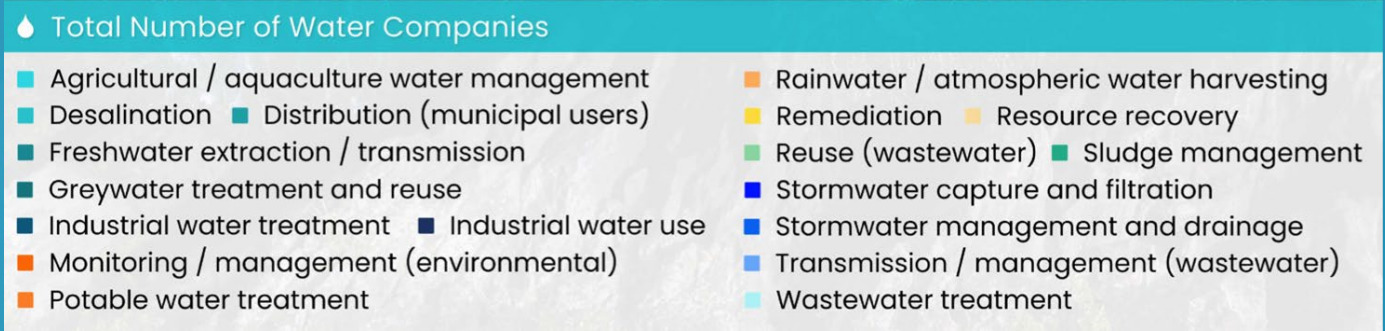 Total Number of Water Companies
Agricultural / aquaculture water management
Desalination Distribution (municipal users)
Freshwater extraction / transmission
Greywater treatment and reuse
Industrial water treatment Industrial water use
Monitoring / management (environmental)
Potable water treatment
Rainwater / atmospheric water harvesting
Remediation Resource recovery
Reuse (wastewater) Sludge management
Stormwater capture and filtration
Stormwater management and drainage
Transmission / management (wastewater)
Wastewater treatment